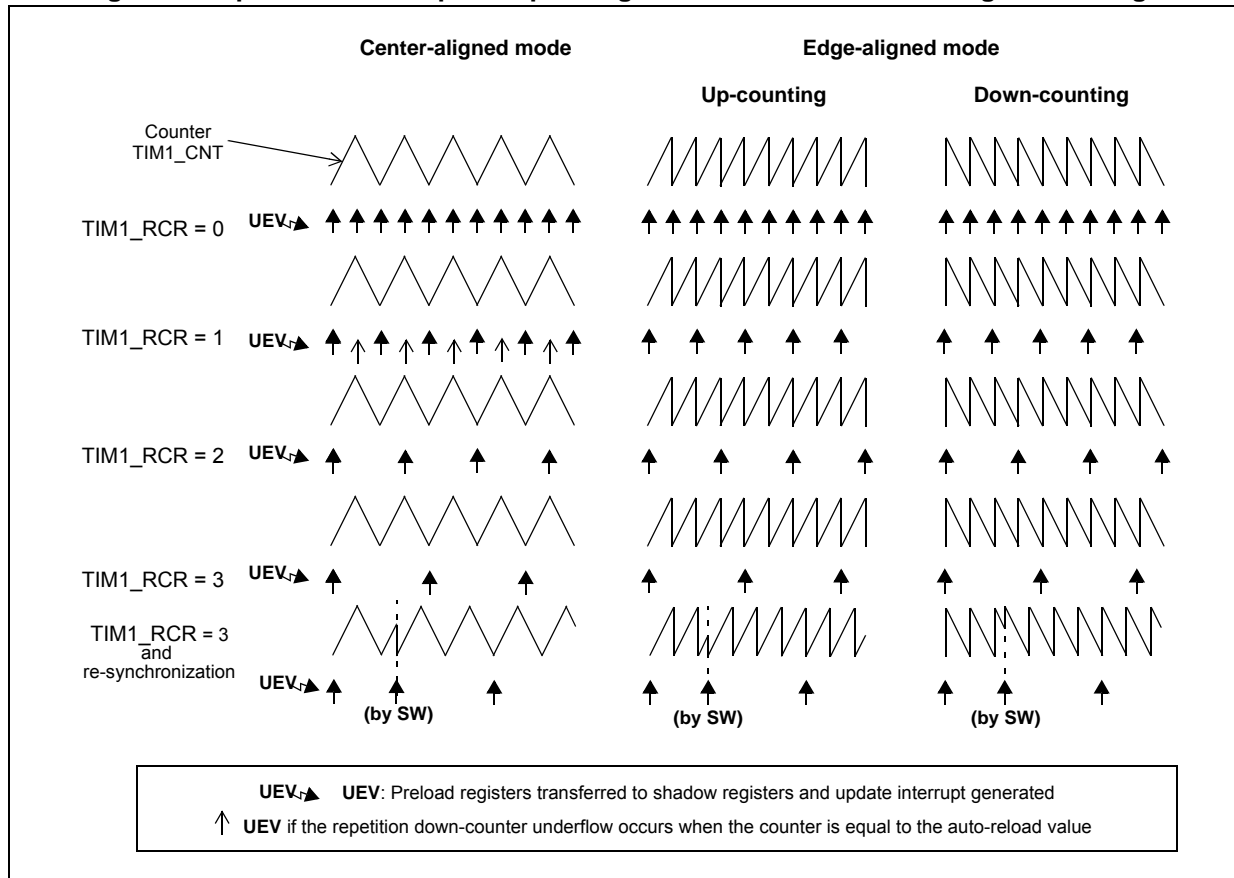 Center-aligned mode
Edge-aligned mode
Up-counting
Down-counting
Counter
TIM1_CNT
TIM1_RCR = 0
UEV
TIM1_RCR = 1
UEV
TIM1_RCR = 2
UEV
TIM1_RCR = 3
UEV
TIM1_RCR = 3
and
re-synchronization
UEV
(by SW)
(by SW)
(by SW)
UEV UEV: Preload registers transferred to shadow registers and update interrupt generated
UEV if the repetition down-counter underflow occurs when the counter is equal to the auto-reload value